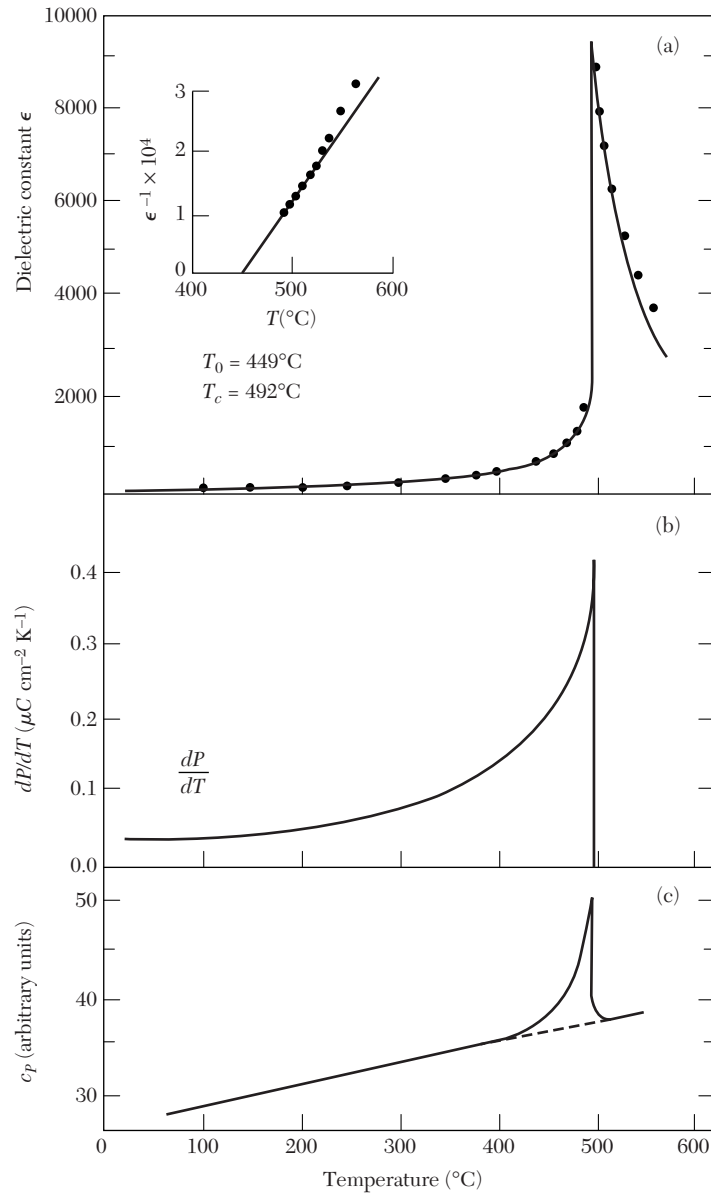 (a)
Dielectric constant ϵ
10000
8000
6000
4000
2000
ϵ⁻¹ × 10⁴
3
2
1
0
400
500
600
T(°C)
T₀ = 449°C
T_c = 492°C
(b)
dP/dT (μC cm⁻² K⁻¹)
0.4
0.3
0.2
0.1
0.0
dP
dT
(c)
c_P (arbitrary units)
50
40
30
0
100
200
300
400
500
600
Temperature (°C)